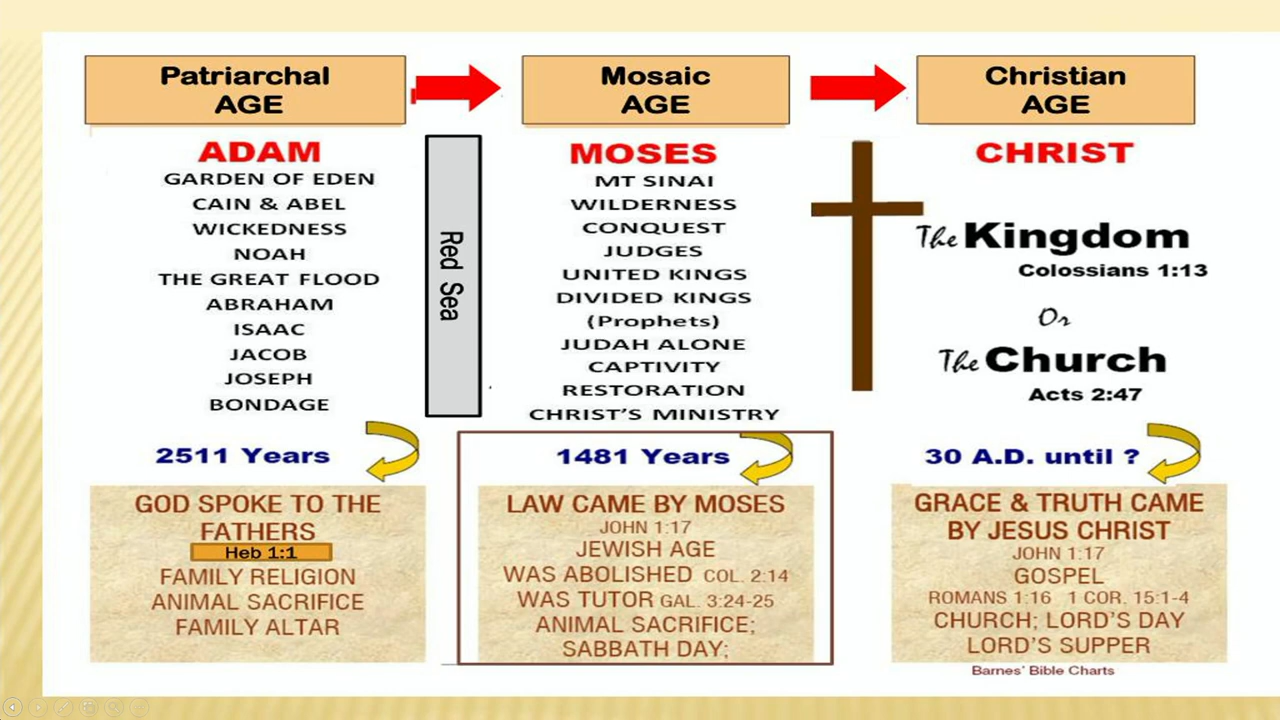 Patriarchal
AGE
Mosaic
AGE
Christian
AGE
ADAM
GARDEN OF EDEN
CAIN & ABEL
WICKEDNESS
NOAH
THE GREAT FLOOD
ABRAHAM
ISAAC
JACOB
JOSEPH
BONDAGE
2511 Years
GOD SPOKE TO THE
FATHERS
Heb 1:1
FAMILY RELIGION
ANIMAL SACRIFICE
FAMILY ALTAR
Red Sea
MOSES
MT SINAI
WILDERNESS
CONQUEST
JUDGES
UNITED KINGS
DIVIDED KINGS
(Prophets)
JUDAH ALONE
CAPTIVITY
RESTORATION
CHRIST'S MINISTRY
1481 Years
LAW CAME BY MOSES
JOHN 1:17
JEWISH AGE
WAS ABOLISHED COL. 2:14
WAS TUTOR GAL. 3:24-25
ANIMAL SACRIFICE;
SABBATH DAY;
CHRIST
The Kingdom
Colossians 1:13
Or
The Church
Acts 2:47
30 A.D. until ?
GRACE & TRUTH CAME
BY JESUS CHRIST
JOHN 1:17
GOSPEL
ROMANS 1:16 1 COR. 15:1-4
CHURCH; LORD'S DAY
LORD'S SUPPER
Barnes' Bible Charts